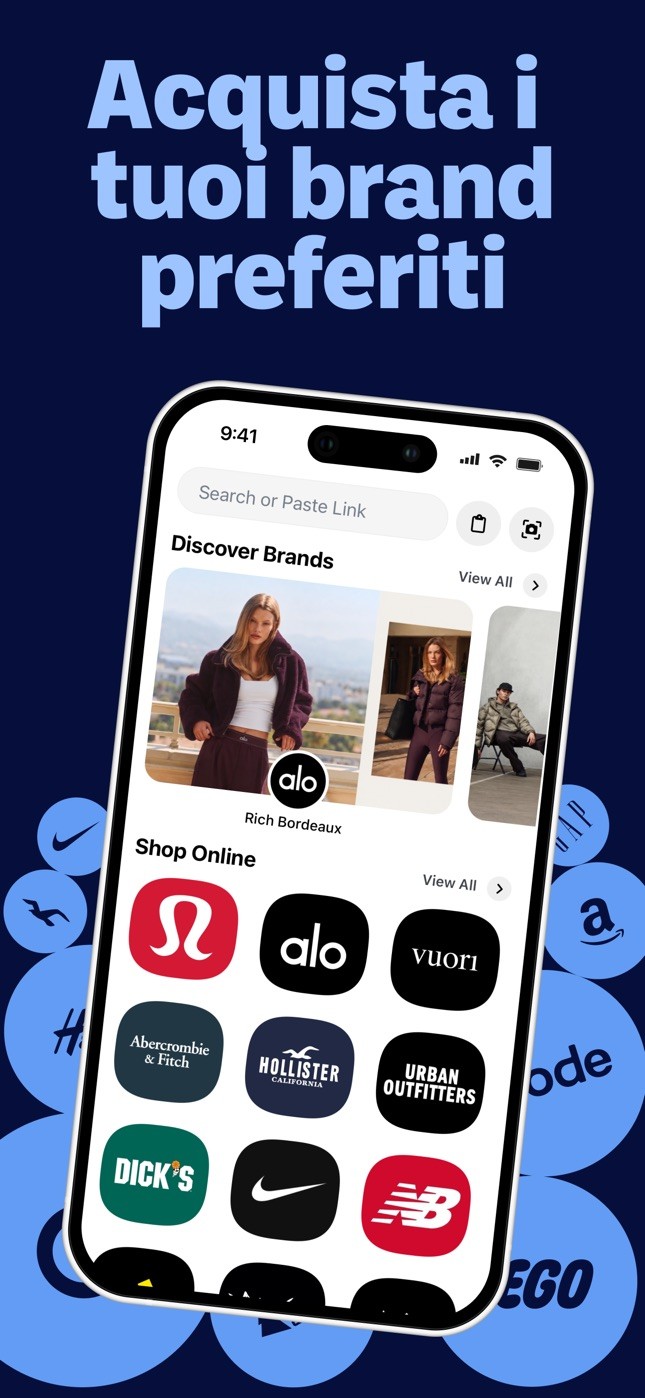 Acquista i
tuoi brand
preferiti
9:41
Search or Paste Link
Discover Brands
View All
alo
Rich Bordeaux
GAP
Shop Online
View All
alo
vuori
a
Abercrombie
& Fitch
HOLLISTER
CALIFORNIA
URBAN
OUTFITTERS
ode
DICK'S
NB
EGO